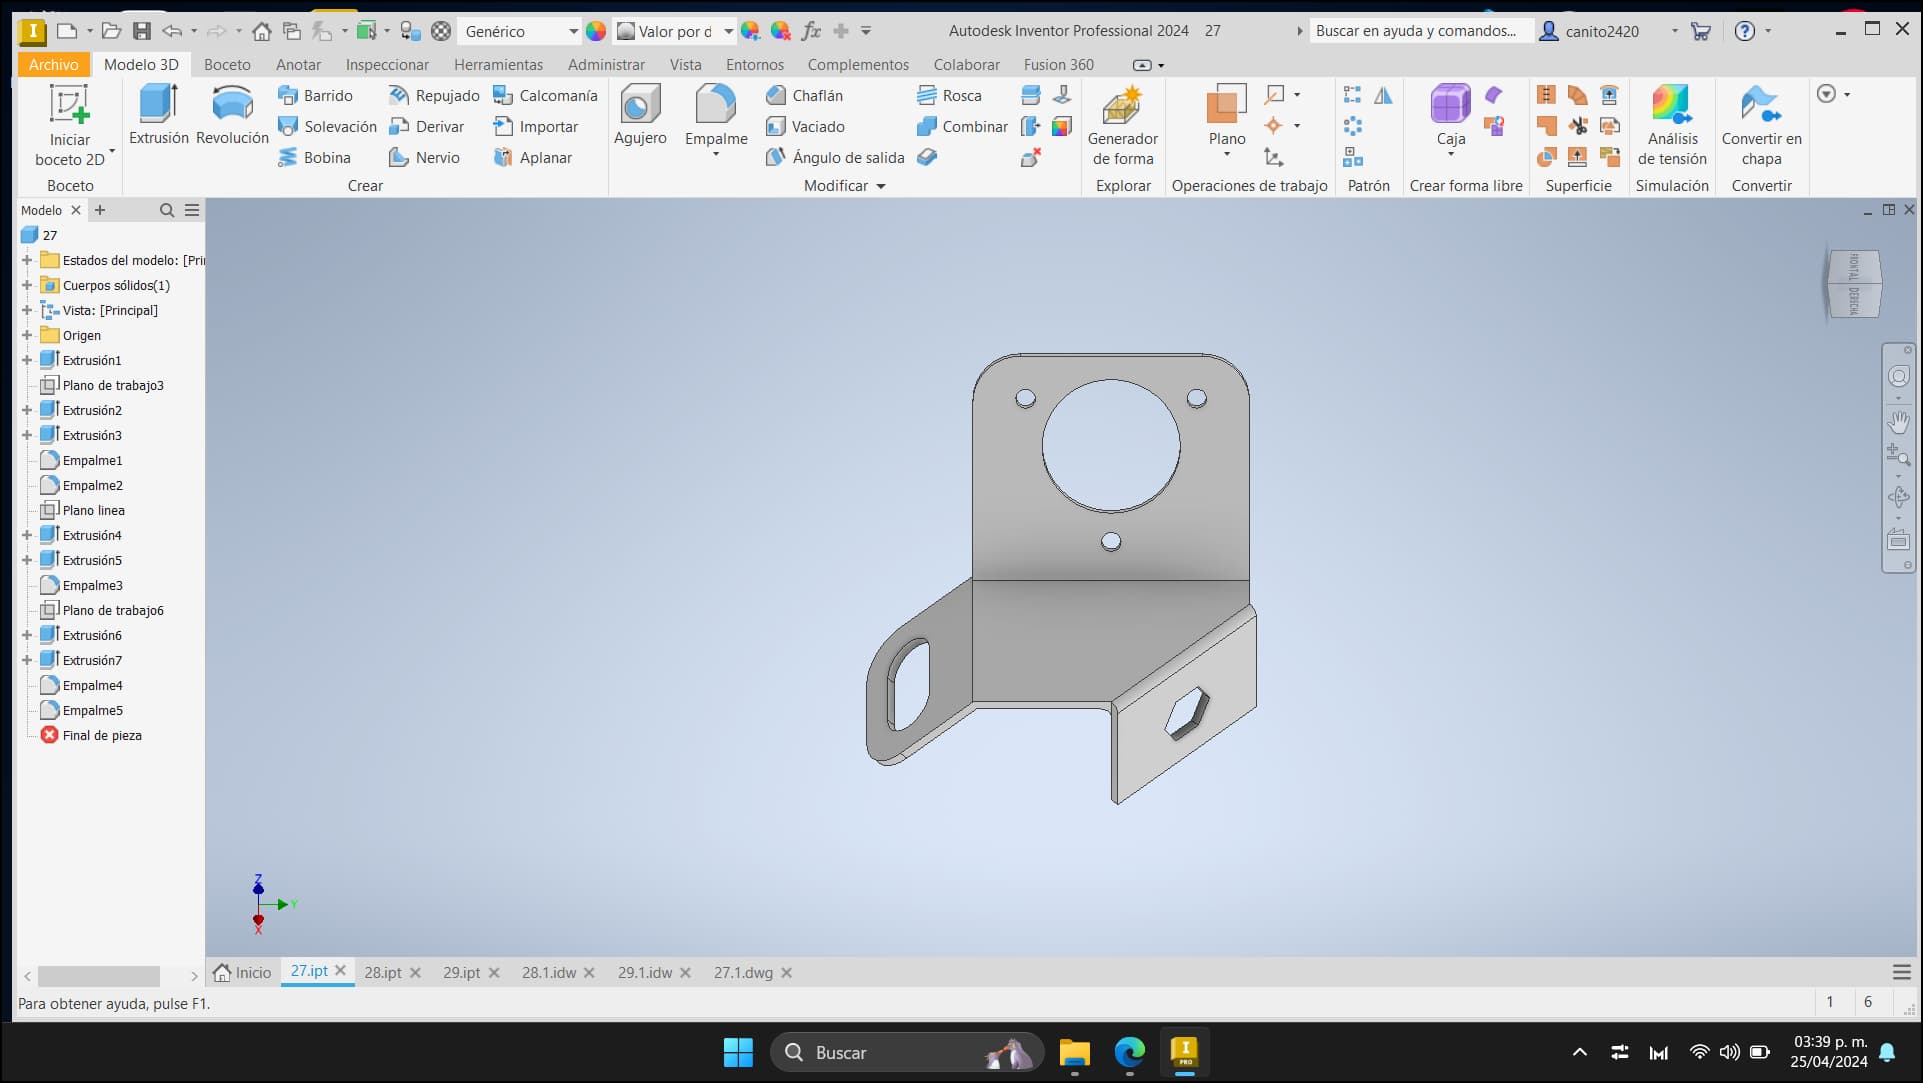 Genérico
Valor por d
Autodesk Inventor Professional 2024 27
Buscar en ayuda y comandos...
canito2420
Archivo
Modelo 3D
Boceto
Anotar
Inspeccionar
Herramientas
Administrar
Vista
Entornos
Complementos
Colaborar
Fusion 360
Iniciar
boceto 2D
Boceto
Extrusión
Revolución
Barrido
Solevación
Bobina
Repujado
Derivar
Nervio
Calcomanía
Importar
Aplanar
Crear
Agujero
Empalme
Chaflán
Vaciado
Ángulo de salida
Rosca
Combinar
Modificar
Generador
de forma
Explorar
Plano
Operaciones de trabajo
Patrón
Caja
Crear forma libre
Superficie
Análisis
de tensión
Simulación
Convertir en
chapa
Convertir
Modelo
27
Estados del modelo: [Pri
Cuerpos sólidos(1)
Vista: [Principal]
Origen
Extrusión1
Plano de trabajo3
Extrusión2
Extrusión3
Empalme1
Empalme2
Plano linea
Extrusión4
Extrusión5
Empalme3
Plano de trabajo6
Extrusión6
Extrusión7
Empalme4
Empalme5
Final de pieza
FRONTAL
DERECHA
Z
Y
X
Inicio
27.ipt
28.ipt
29.ipt
28.1.idw
29.1.idw
27.1.dwg
Para obtener ayuda, pulse F1.
1
6
Buscar
PRO
03:39 p. m.
25/04/2024